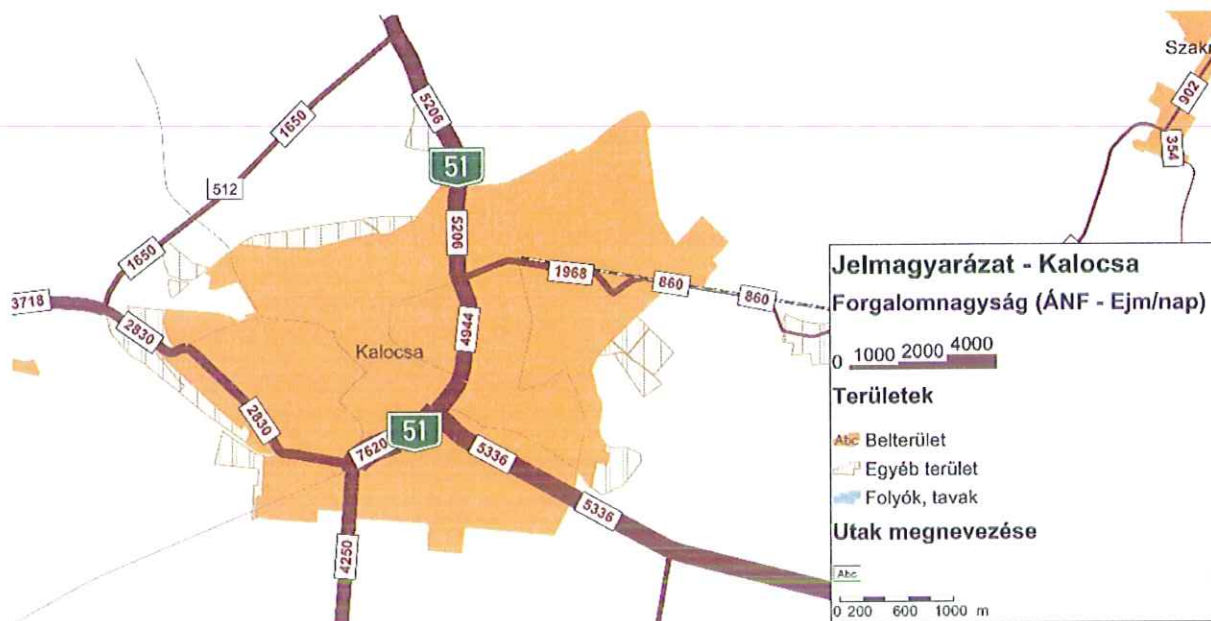 Szakr
902
354
5206
51
1650
512
5206
1650
3718
2830
1968
860
860
4944
Kalocsa
2830
7620
51
5336
5336
4250
Jelmagyarázat - Kalocsa
Forgalomnagyság (ÁNF - Ejm/nap)
0 1000 2000 4000
Területek
Abc Belterület
Egyéb terület
Folyók, tavak
Utak megnevezése
Abc
0 200 600 1000 m